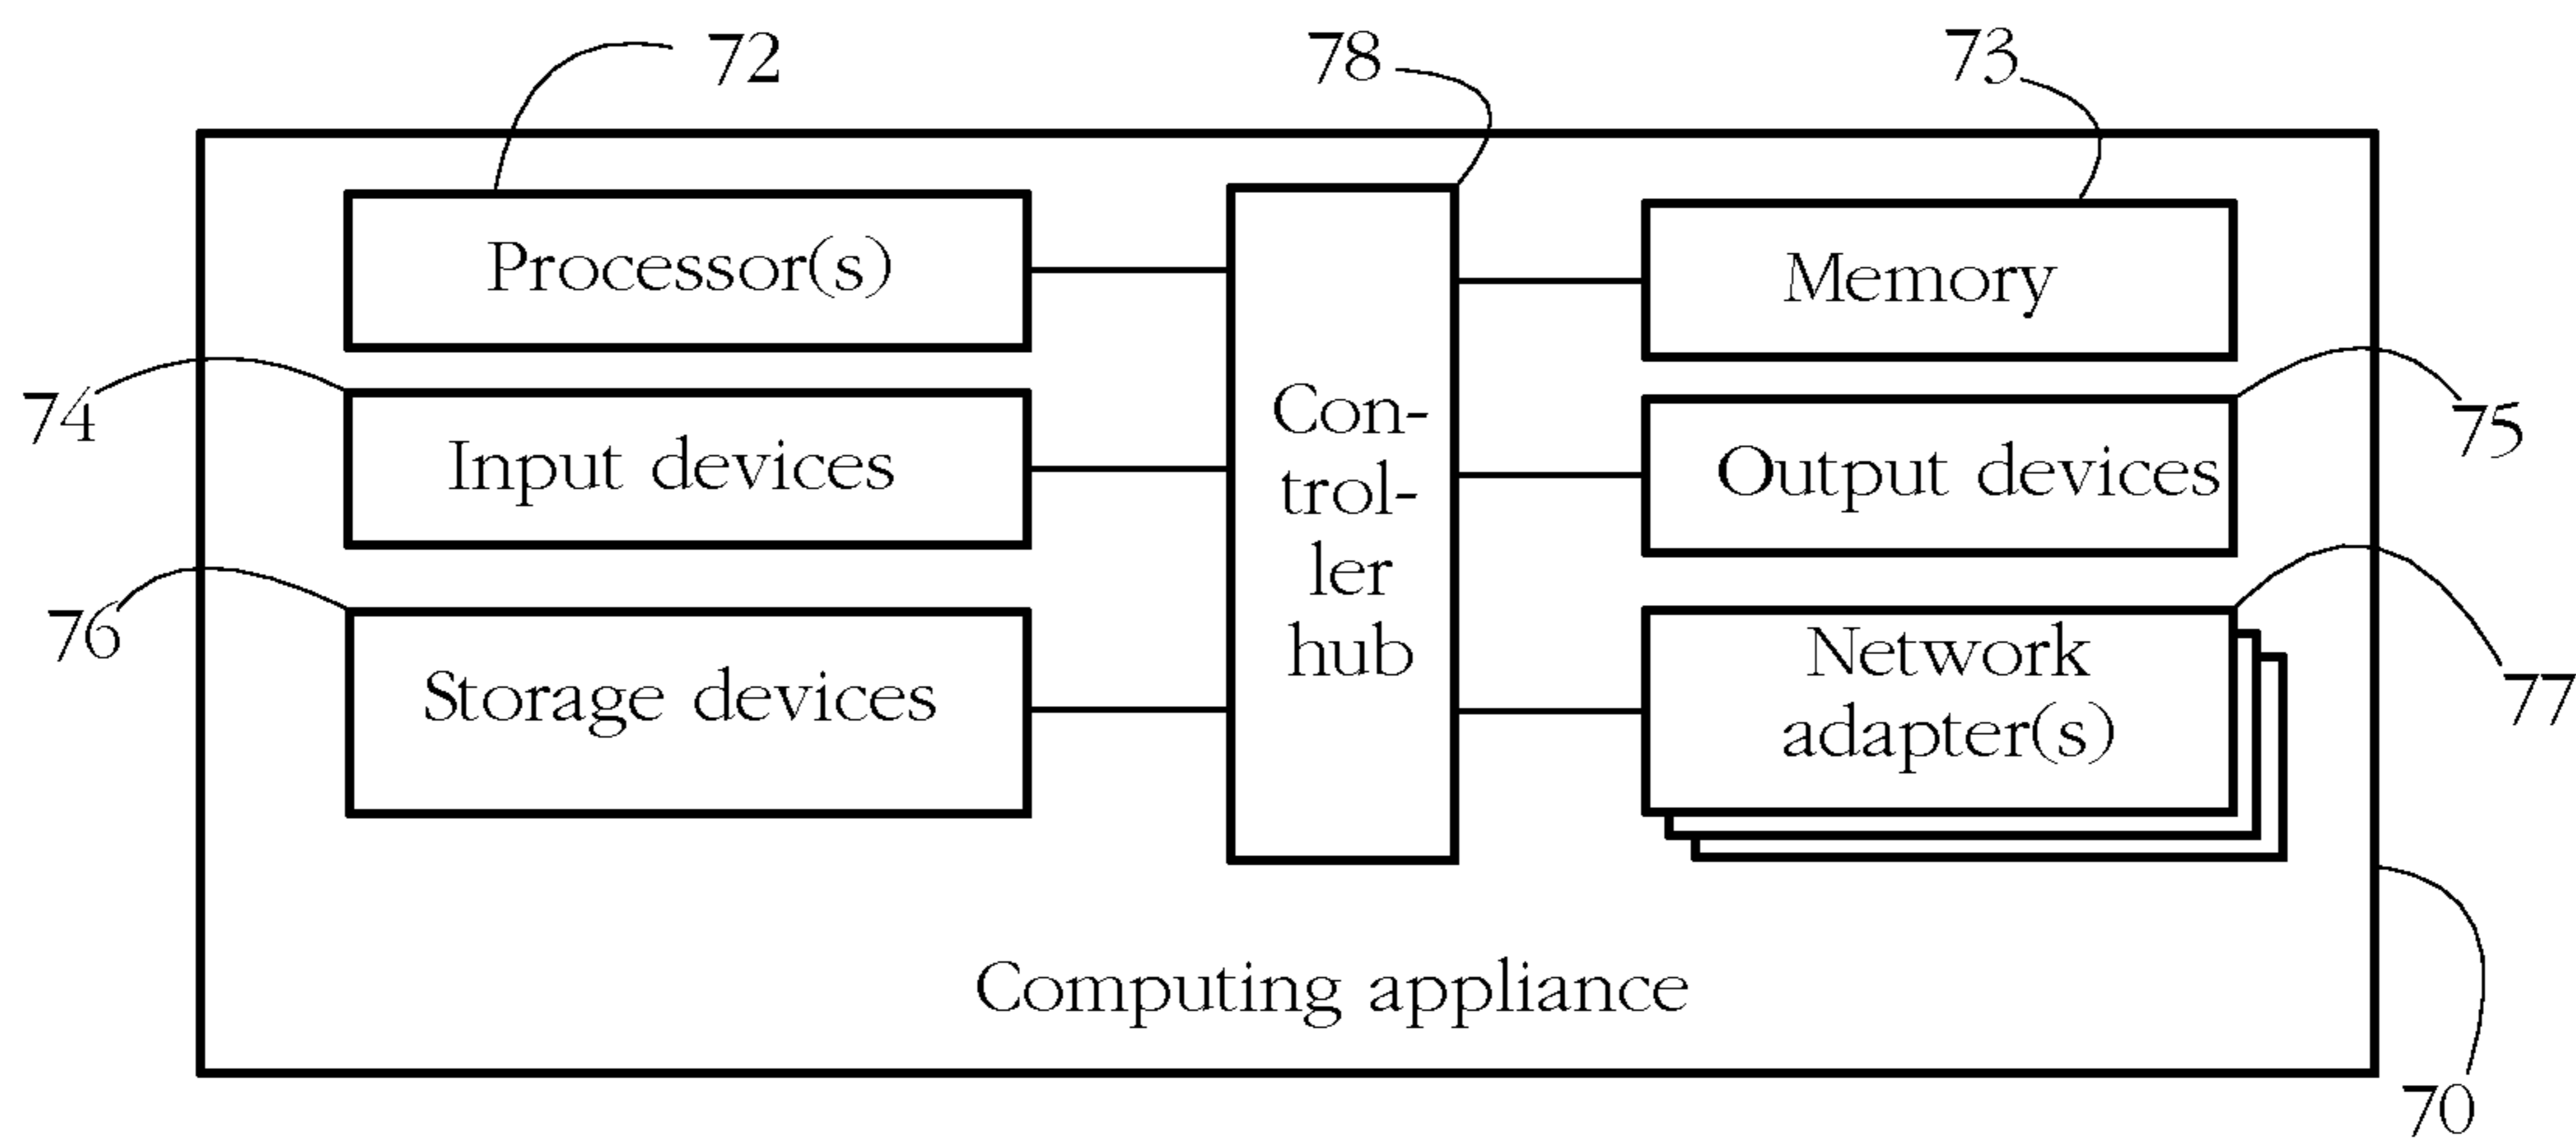 72
78
73
Processor(s)
Memory
74
Input devices
Con-
trol-
ler
hub
Output devices
75
76
Storage devices
Network
adapter(s)
77
Computing appliance
70